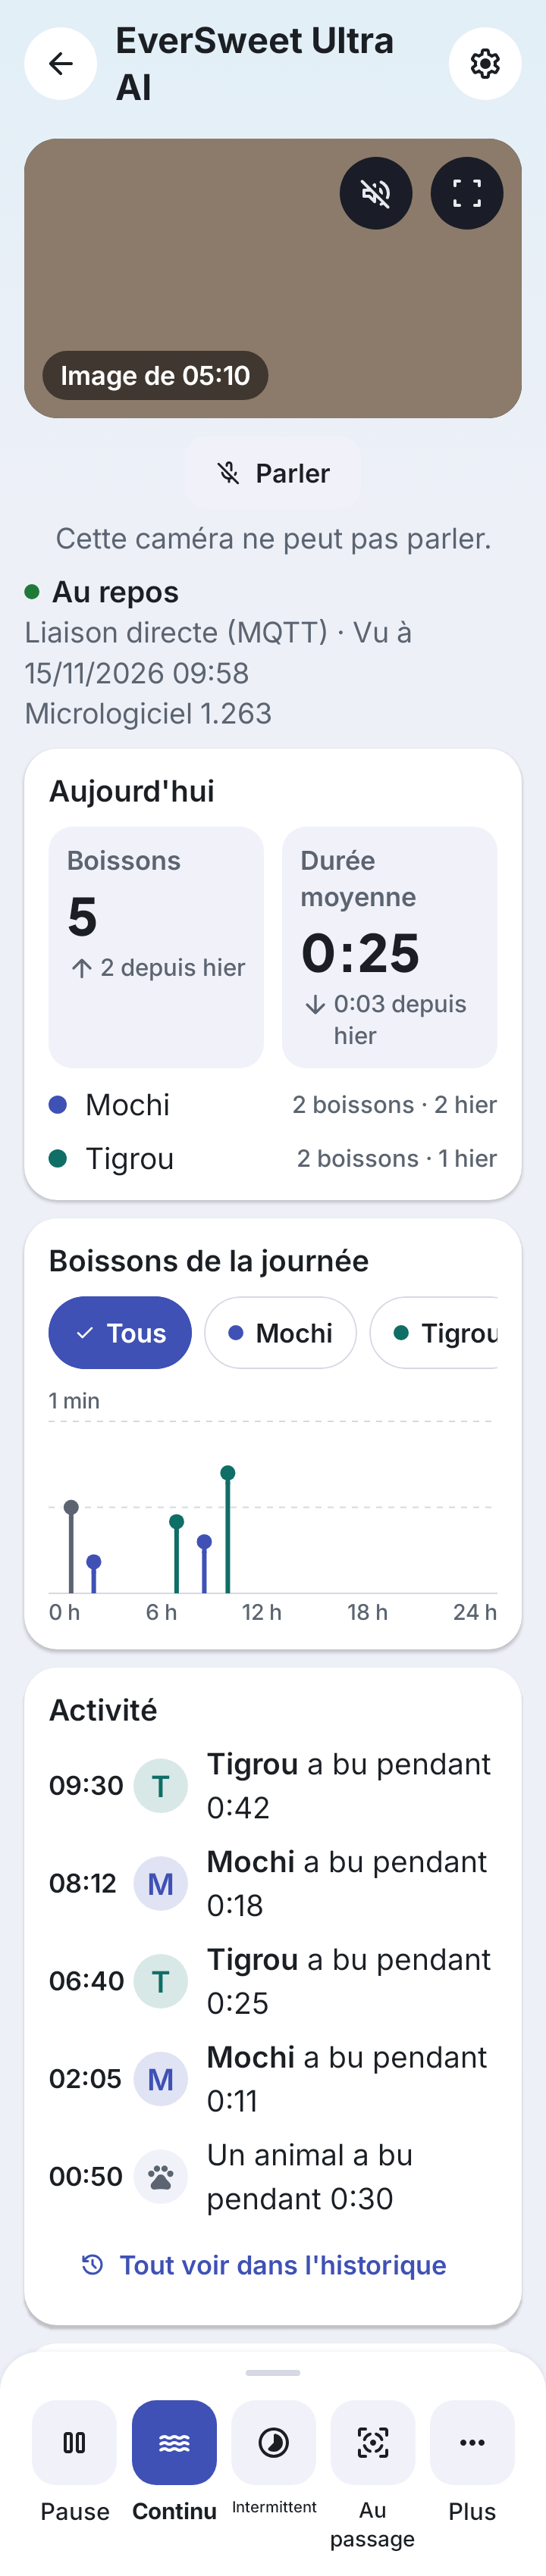 EverSweet Ultra
AI
Image de 05:10
Parler
Cette caméra ne peut pas parler.
Au repos
Liaison directe (MQTT) · Vu à
15/11/2026 09:58
Micrologiciel 1.263
Aujourd'hui
Boissons
5
2 depuis hier
Durée
moyenne
0:25
0:03 depuis
hier
Mochi
2 boissons · 2 hier
Tigrou
2 boissons · 1 hier
Boissons de la journée
Tous
Mochi
Tigrou
1 min
0 h
6 h
12 h
18 h
24 h
Activité
09:30
T
Tigrou a bu pendant
0:42
08:12
M
Mochi a bu pendant
0:18
06:40
T
Tigrou a bu pendant
0:25
02:05
M
Mochi a bu pendant
0:11
00:50
Un animal a bu
pendant 0:30
Tout voir dans l'historique
Pause
Continu
Intermittent
Au
passage
Plus